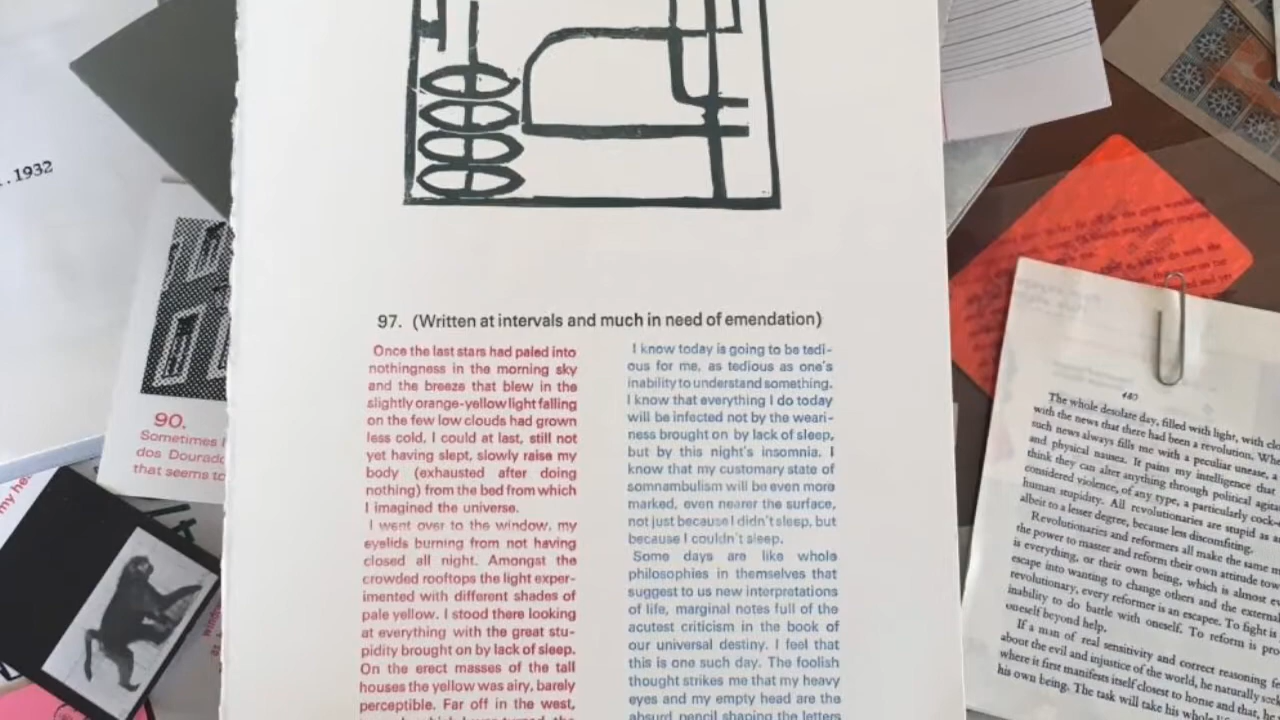 ..1932
90.
Sometimes I
dos Dourado
that seems to
my he
97. (Written at intervals and much in need of emendation)
Once the last stars had paled into
nothingness in the morning sky
and the breeze that blew in the
slightly orange-yellow light falling
on the few low clouds had grown
less cold, I could at last, still not
yet having slept, slowly raise my
body (exhausted after doing
nothing) from the bed from which
I imagined the universe.
I went over to the window, my
eyelids burning from not having
closed all night. Amongst the
crowded rooftops the light exper-
imented with different shades of
pale yellow. I stood there looking
at everything with the great stu-
pidity brought on by lack of sleep.
On the erect masses of the tall
houses the yellow was airy, barely
perceptible. Far off in the west,
I know today is going to be tedi-
ous for me, as tedious as one's
inability to understand something.
I know that everything I do today
will be infected not by the weari-
ness brought on by lack of sleep,
but by this night's insomnia. I
know that my customary state of
somnambulism will be even more
marked, even nearer the surface,
not just because I didn't sleep, but
because I couldn't sleep.
Some days are like whole
philosophies in themselves that
suggest to us new interpretations
of life, marginal notes full of the
acutest criticism in the book of
our universal destiny. I feel that
this is one such day. The foolish
thought strikes me that my heavy
eyes and my empty head are the
absurd pencil shaping the letters
440
The whole desolate day, filled with light, with cl
with the news that there had been a revolution. Whe
such news always fills me with a peculiar unease, a
and physical nausea. It pains my intelligence that
think they can alter anything through political agita
considered violence, of any type, a particularly cock
human stupidity. All revolutionaries are stupid as a
albeit to a lesser degree, because less discomfiting.
Revolutionaries and reformers all make the same m
the power to master and reform their own attitude tow
is everything, or their own being, which is almost e
escape into wanting to change others and the externa
revolutionary, every reformer is an escapee. To fight is
inability to do battle with oneself. To reform is pro
oneself beyond help.
If a man of real sensitivity and correct reasoning fe
about the evil and injustice of the world, he naturally see
where it first manifests itself closest to home and that, h
his own being. The task will take his who